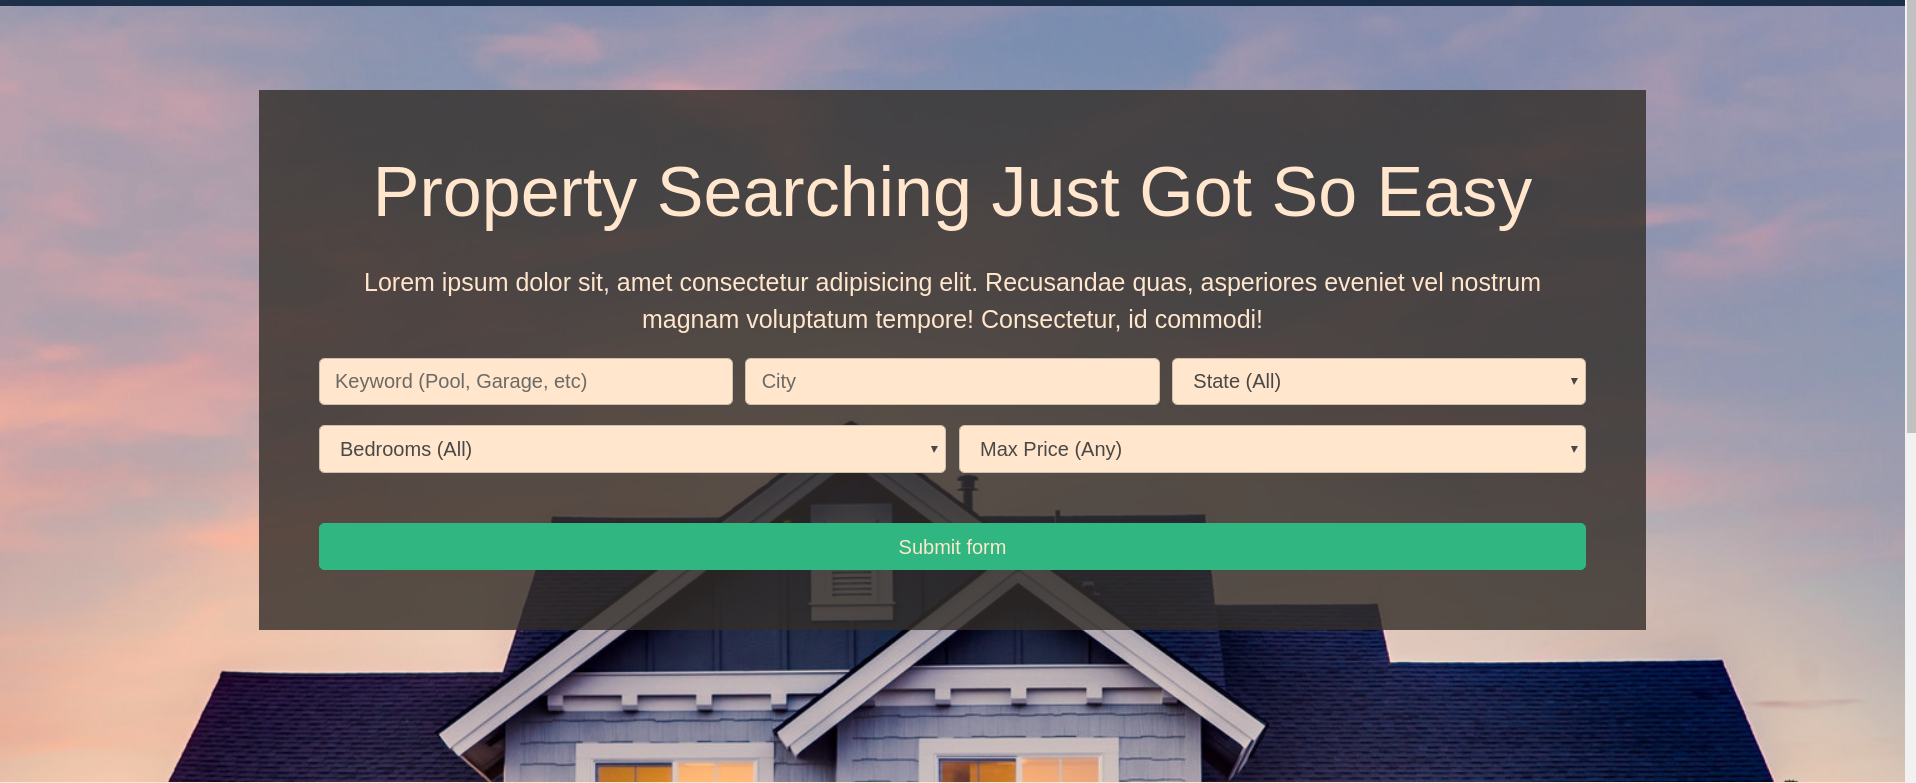 Property Searching Just Got So Easy
Lorem ipsum dolor sit, amet consectetur adipisicing elit. Recusandae quas, asperiores eveniet vel nostrum
magnam voluptatum tempore! Consectetur, id commodi!
Keyword (Pool, Garage, etc)
City
State (All)
Bedrooms (All)
Max Price (Any)
Submit form